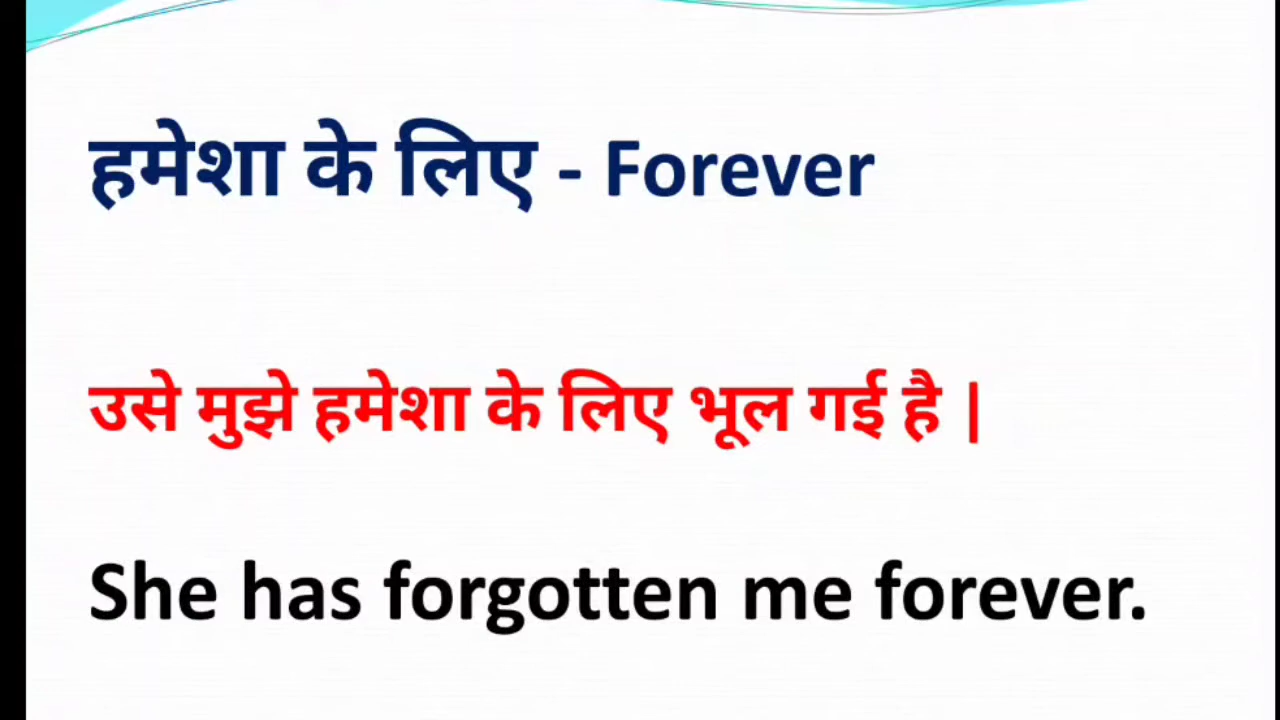 हमेशा के लिए - Forever
उसे मुझे हमेशा के लिए भूल गई है |
She has forgotten me forever.